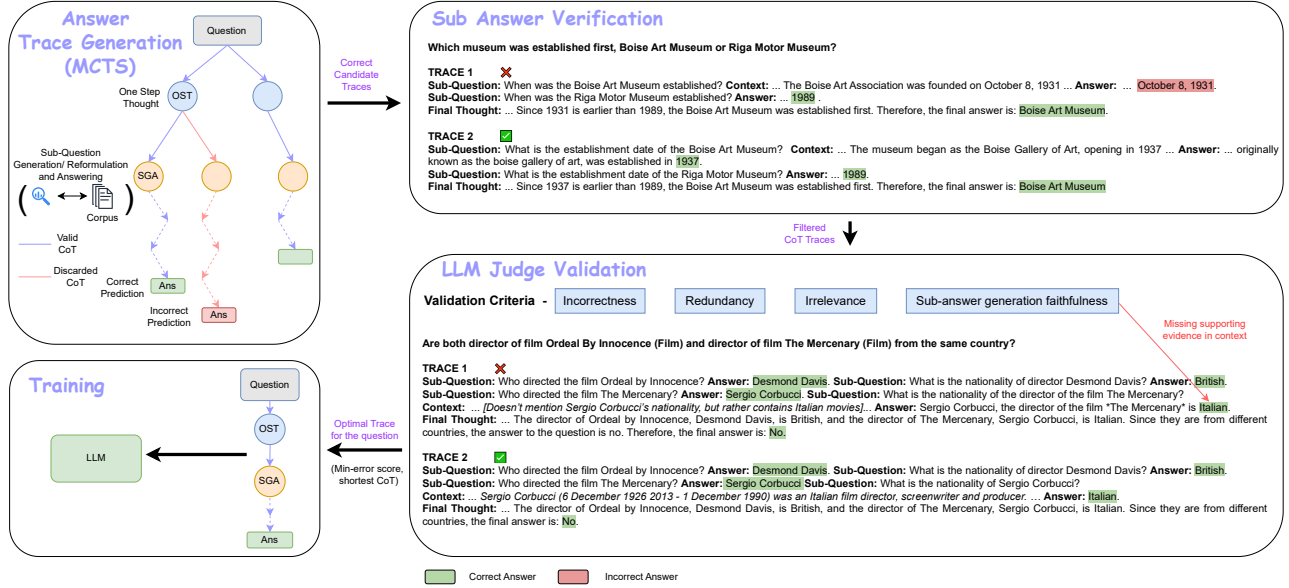 Answer
Trace Generation
(MCTS)
Question
One Step
Thought
OST
Sub-Question
Generation/ Reformulation
and Answering
SGA
Corpus
Valid
CoT
Discarded
CoT
Correct
Prediction
Ans
Incorrect
Prediction
Ans
Correct
Candidate
Traces
Sub Answer Verification
Which museum was established first, Boise Art Museum or Riga Motor Museum?
TRACE 1
Sub-Question: When was the Boise Art Museum established? Context: ... The Boise Art Association was founded on October 8, 1931 ... Answer: ... October 8, 1931.
Sub-Question: When was the Riga Motor Museum established? Answer: ... 1989 .
Final Thought: ... Since 1931 is earlier than 1989, the Boise Art Museum was established first. Therefore, the final answer is: Boise Art Museum.
TRACE 2
Sub-Question: What is the establishment date of the Boise Art Museum? Context: ... The museum began as the Boise Gallery of Art, opening in 1937 ... Answer: ... originally
known as the boise gallery of art, was established in 1937.
Sub-Question: What is the establishment date of the Riga Motor Museum? Answer: ... 1989.
Final Thought: ... Since 1937 is earlier than 1989, the Boise Art Museum was established first. Therefore, the final answer is: Boise Art Museum
Filtered
CoT Traces
LLM Judge Validation
Validation Criteria - Incorrectness Redundancy Irrelevance Sub-answer generation faithfulness
Missing supporting
evidence in context
Are both director of film Ordeal By Innocence (Film) and director of film The Mercenary (Film) from the same country?
TRACE 1
Sub-Question: Who directed the film Ordeal by Innocence? Answer: Desmond Davis. Sub-Question: What is the nationality of director Desmond Davis? Answer: British.
Sub-Question: Who directed the film The Mercenary? Answer: Sergio Corbucci. Sub-Question: What is the nationality of the director of the film The Mercenary?
Context: ... [Doesn't mention Sergio Corbucci's nationality, but rather contains Italian movies]... Answer: Sergio Corbucci, the director of the film *The Mercenary* is Italian.
Final Thought: ... The director of Ordeal by Innocence, Desmond Davis, is British, and the director of The Mercenary, Sergio Corbucci, is Italian. Since they are from different
countries, the answer to the question is no. Therefore, the final answer is: No.
TRACE 2
Sub-Question: Who directed the film Ordeal by Innocence? Answer: Desmond Davis. Sub-Question: What is the nationality of director Desmond Davis? Answer: British.
Sub-Question: Who directed the film The Mercenary? Answer: Sergio Corbucci Sub-Question: What is the nationality of Sergio Corbucci?
Context: ... Sergio Corbucci (6 December 1926 2013 - 1 December 1990) was an Italian film director, screenwriter and producer. ... Answer: Italian.
Final Thought: ... The director of Ordeal by Innocence, Desmond Davis, is British, and the director of The Mercenary, Sergio Corbucci, is Italian. Since they are from different
countries, the final answer is: No.
Optimal Trace
for the question
(Min-error score,
shortest CoT)
Training
Question
OST
LLM
SGA
Ans
Correct Answer
Incorrect Answer